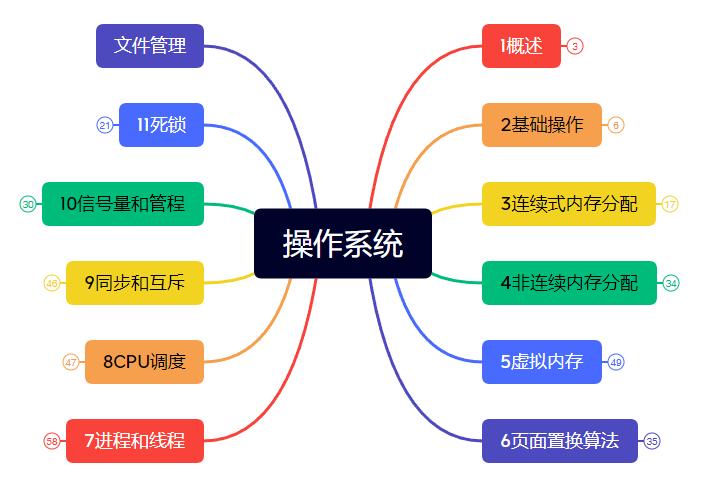 操作系统
1概述
3
2基础操作
6
3连续式内存分配
17
4非连续内存分配
34
5虚拟内存
49
6页面置换算法
35
7进程和线程
58
8CPU调度
47
9同步和互斥
46
10信号量和管程
30
11死锁
21
文件管理